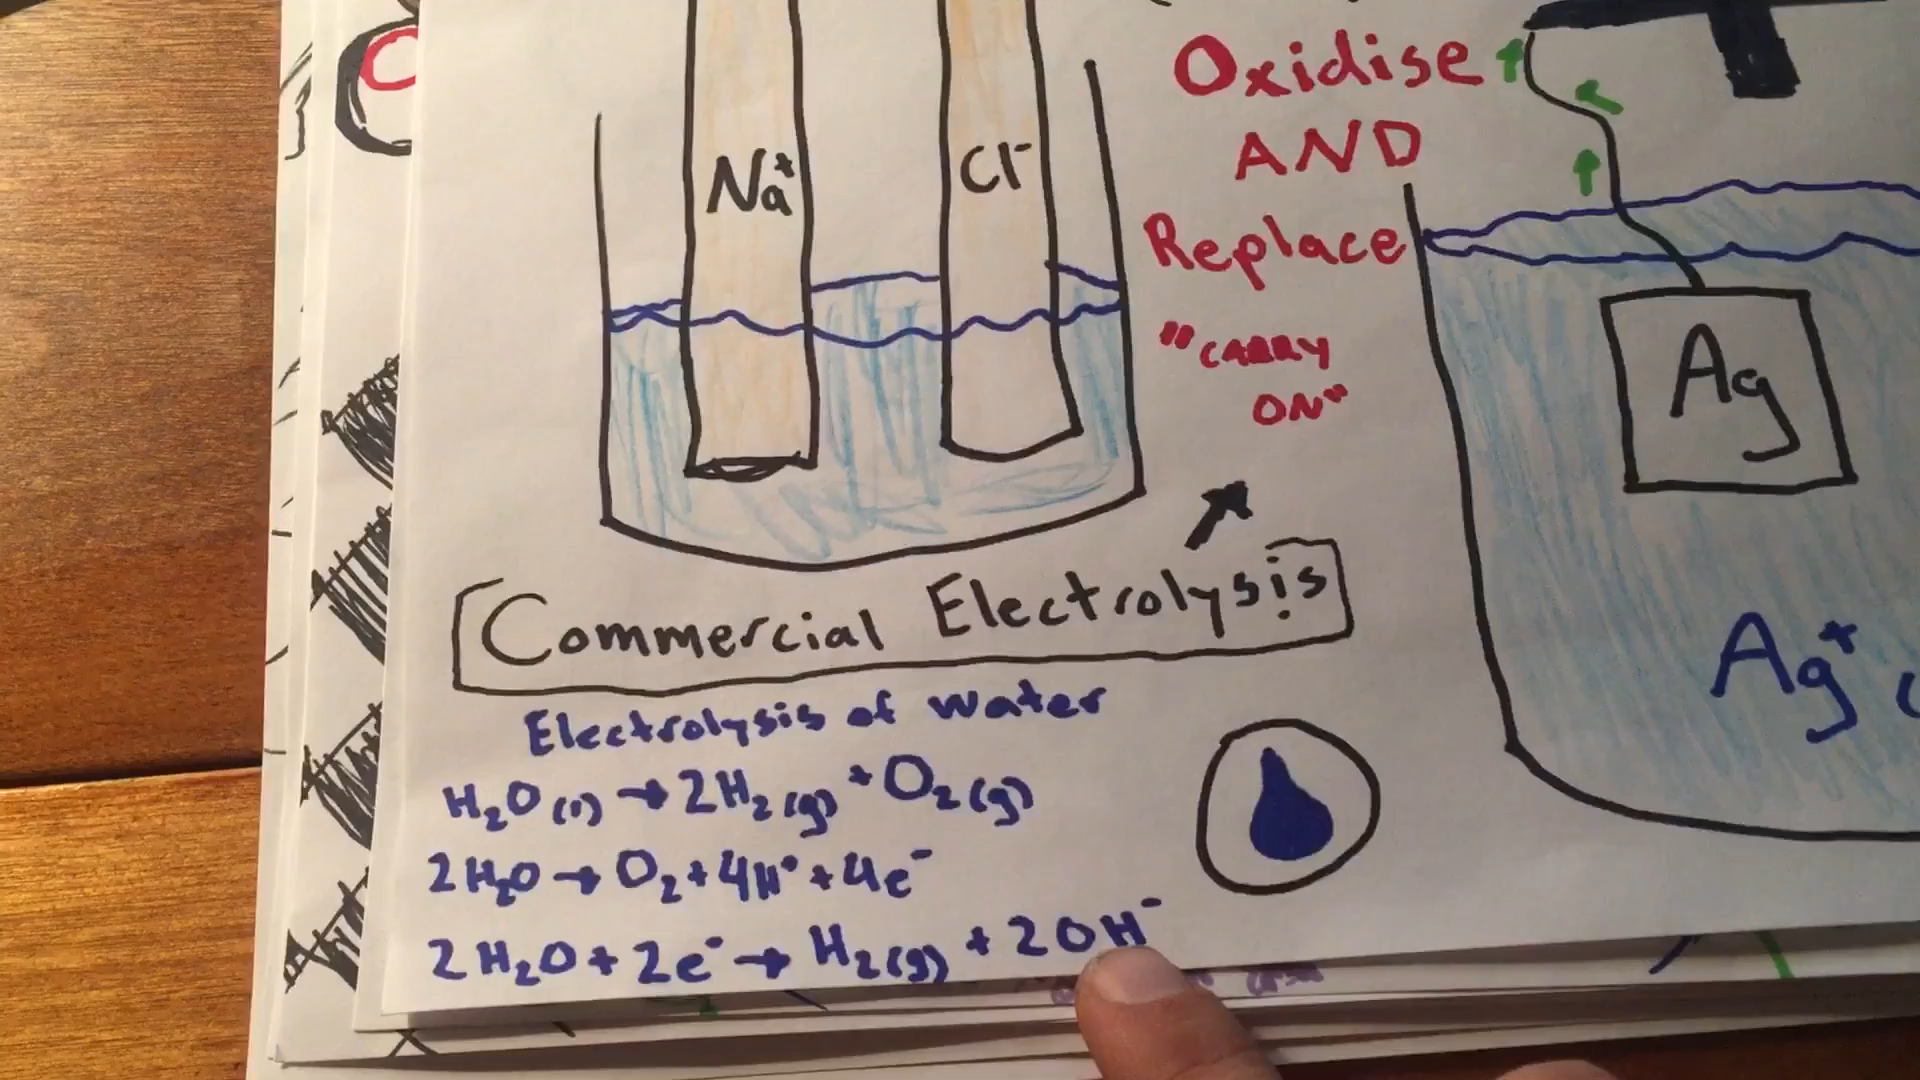 Na⁺
Cl⁻
Oxidise
AND
Replace
"CARRY
ON"
Ag
Ag⁺
Commercial Electrolysis
Electrolysis of water
H₂O (l) → 2H₂ (g) + O₂ (g)
2H₂O → O₂ + 4H⁺ + 4e⁻
2H₂O + 2e⁻ → H₂(g) + 2OH⁻